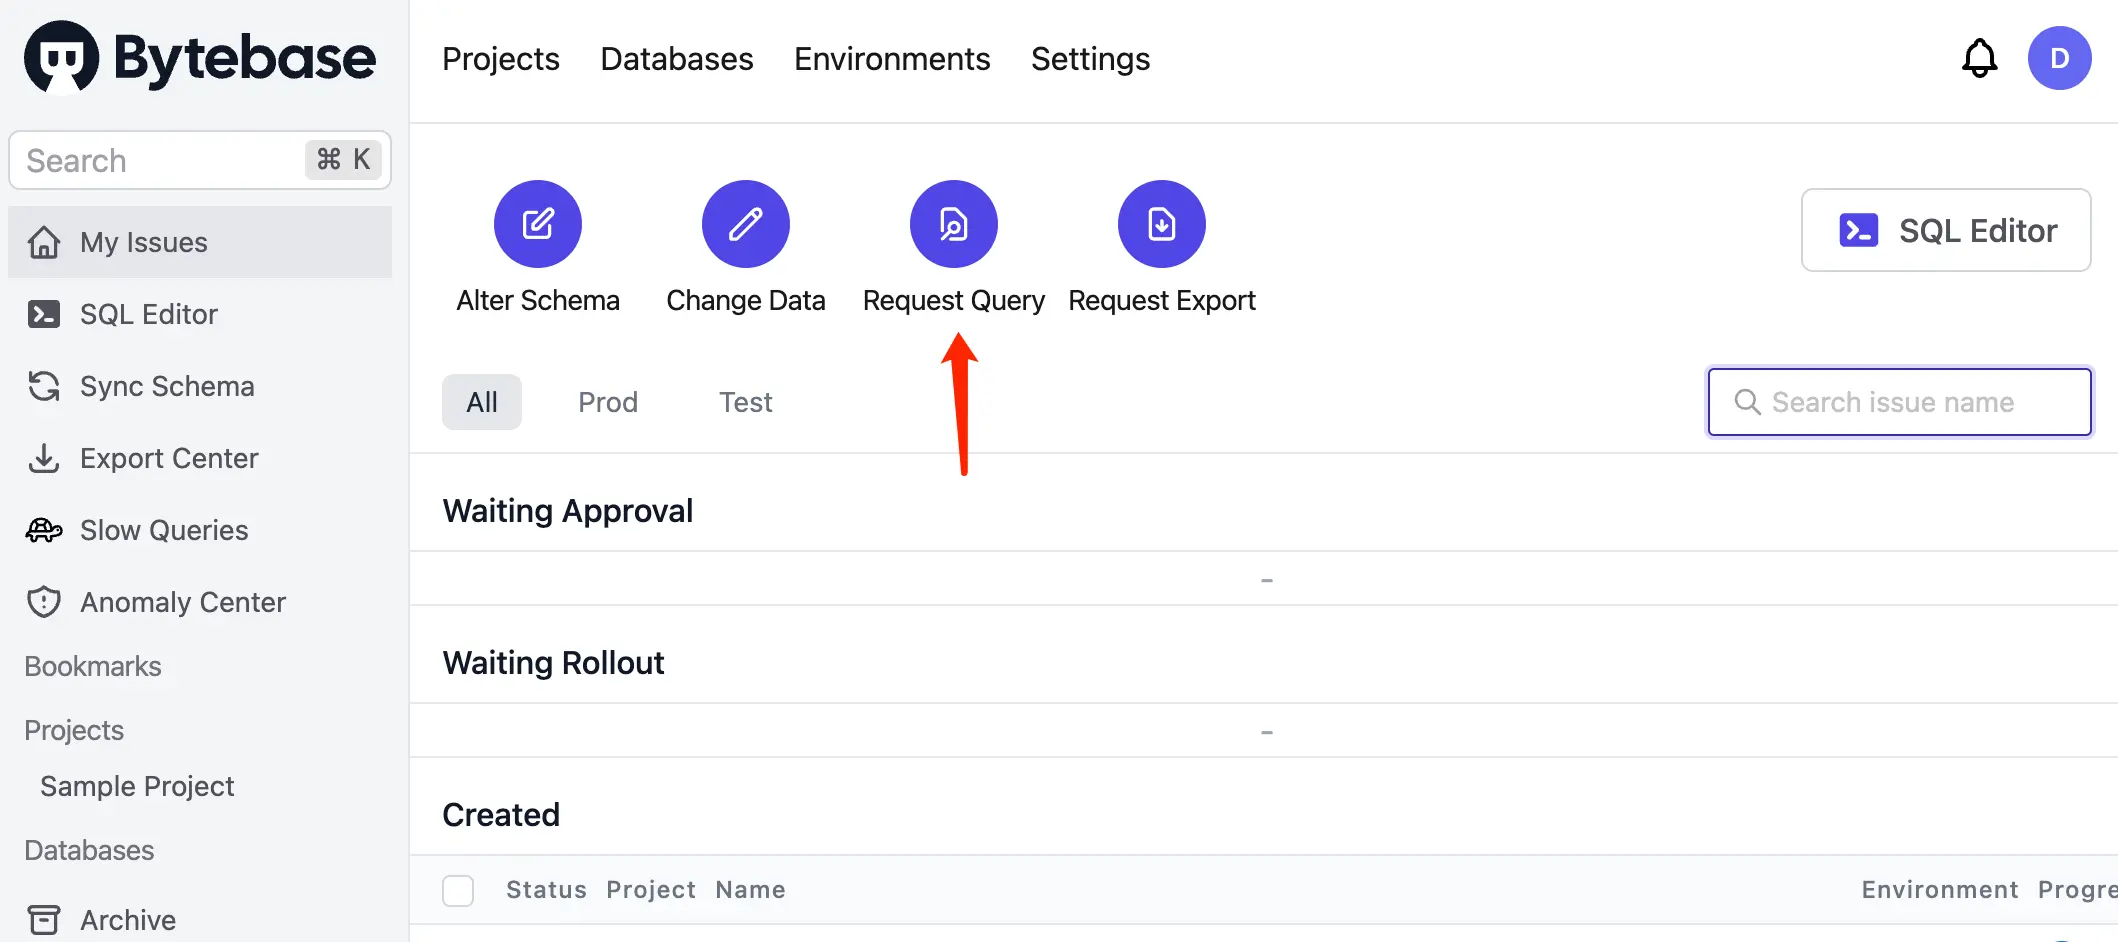 Bytebase
Search ⌘ K
My Issues
SQL Editor
Sync Schema
Export Center
Slow Queries
Anomaly Center
Bookmarks
Projects
Sample Project
Databases
Archive
Projects Databases Environments Settings
D
Alter Schema Change Data Request Query Request Export
SQL Editor
All Prod Test
Search issue name
Waiting Approval
-
Waiting Rollout
-
Created
Status Project Name Environment Progre